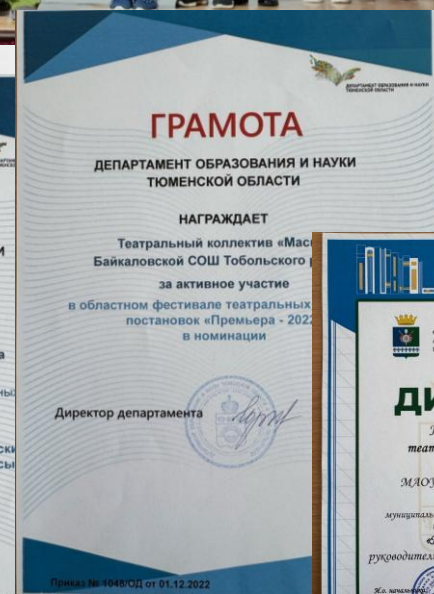 ДЕПАРТАМЕНТ ОБРАЗОВАНИЯ И НАУКИ
ТЮМЕНСКОЙ ОБЛАСТИ
ГРАМОТА
ДЕПАРТАМЕНТ ОБРАЗОВАНИЯ И НАУКИ
ТЮМЕНСКОЙ ОБЛАСТИ
НАГРАЖДАЕТ
Театральный коллектив «Мас
Байкаловской СОШ Тобольского р
за активное участие
в областном фестивале театральных
постановок «Премьера - 2022
в номинации
Директор департамента
Приказ № 1048/ОД от 01.12.2022
ДИ
теат
МАОУ
муниципаль
руководител
И.о. начальника